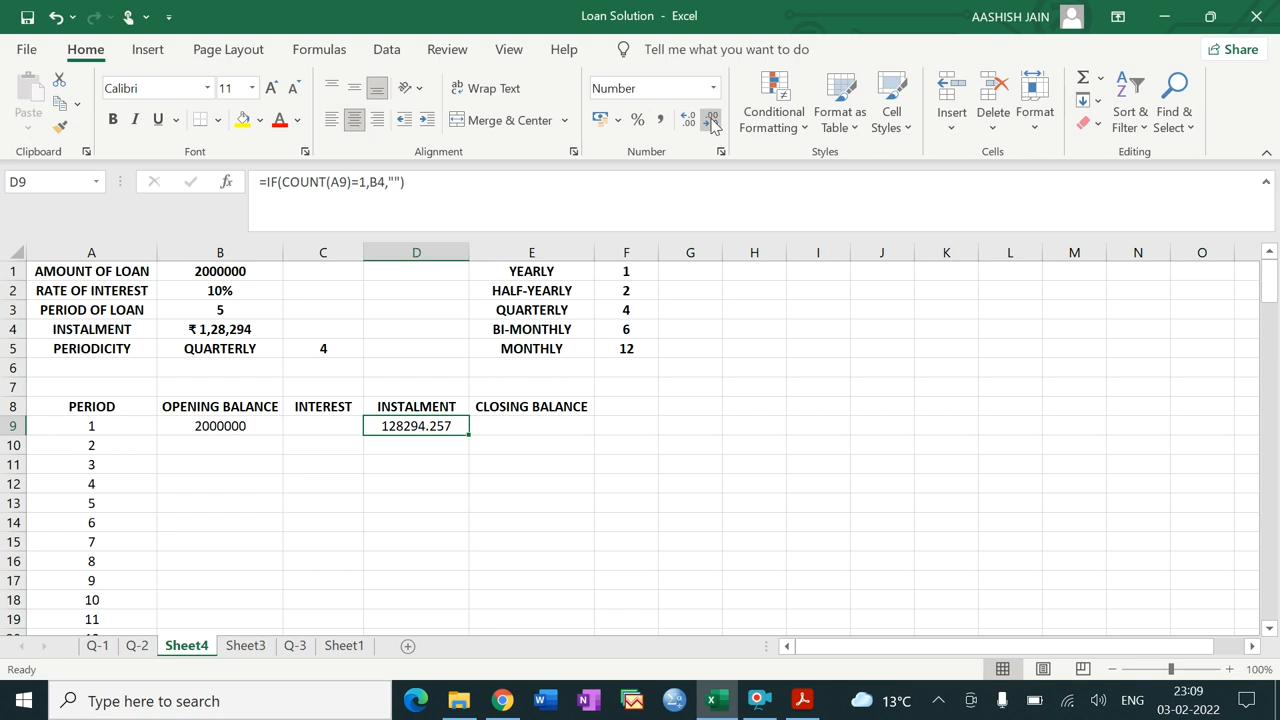 Loan Solution - Excel
AASHISH JAIN
File Home Insert Page Layout Formulas Data Review View Help Tell me what you want to do Share
Paste
Calibri 11
B I U A
ab Wrap Text
Merge & Center
Number
% ,
Conditional Formatting
Format as Table
Cell Styles
Insert Delete Format
Sort & Filter
Find & Select
Clipboard Font Alignment Number Styles Cells Editing
D9 fx =IF(COUNT(A9)=1,B4,"")
A B C D E F G H I J K L M N O
1 AMOUNT OF LOAN 2000000 YEARLY 1
2 RATE OF INTEREST 10% HALF-YEARLY 2
3 PERIOD OF LOAN 5 QUARTERLY 4
4 INSTALMENT ₹ 1,28,294 BI-MONTHLY 6
5 PERIODICITY QUARTERLY 4 MONTHLY 12
6
7
8 PERIOD OPENING BALANCE INTEREST INSTALMENT CLOSING BALANCE
9 1 2000000 128294.257
10 2
11 3
12 4
13 5
14 6
15 7
16 8
17 9
18 10
19 11
Q-1 Q-2 Sheet4 Sheet3 Q-3 Sheet1
Ready 100%
Type here to search
13°C
ENG
23:09
03-02-2022